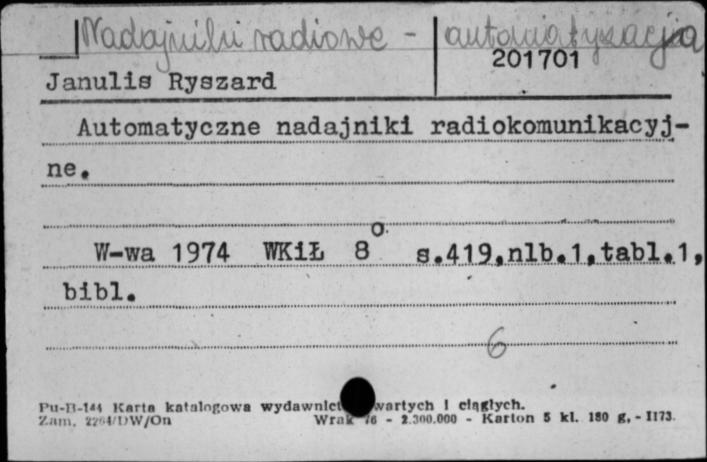 Nadajniki radiowe - automatyzacja
201701
Janulis Ryszard
Automatyczne nadajniki radiokomunikacyj-
ne.
W-wa 1974 WKiŁ 8o s.419,nlb.1,tabl.1,
bibl.
6
Pu-B-144 Karta katalogowa wydawnict wartych i ciągłych.
Zam. 2264/DW/On Wrak 76 - 2.300.000 - Karton 5 kl. 180 g. - II73.